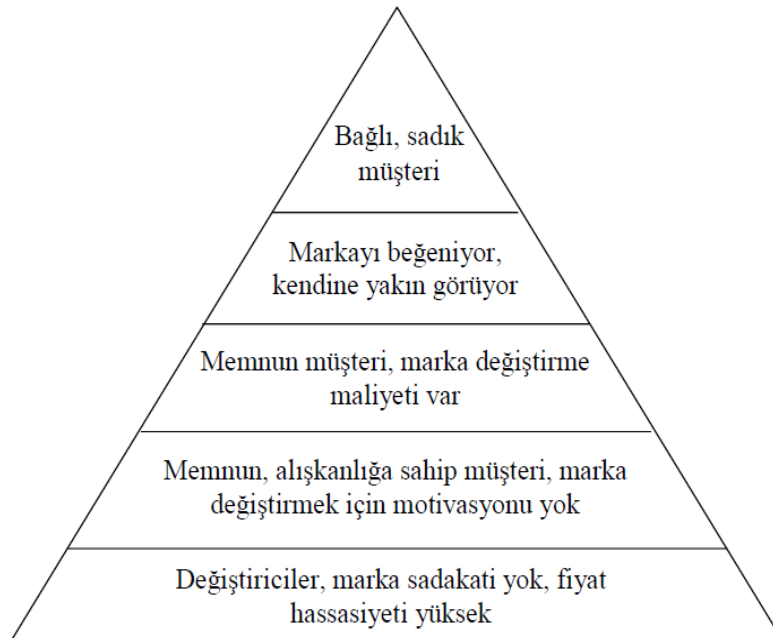 Bağlı, sadık
müşteri
Markayı beğeniyor,
kendine yakın görüyor
Memnun müşteri, marka değiştirme
maliyeti var
Memnun, alışkanlığa sahip müşteri, marka
değiştirmek için motivasyonu yok
Değiştiriciler, marka sadakati yok, fiyat
hassasiyeti yüksek